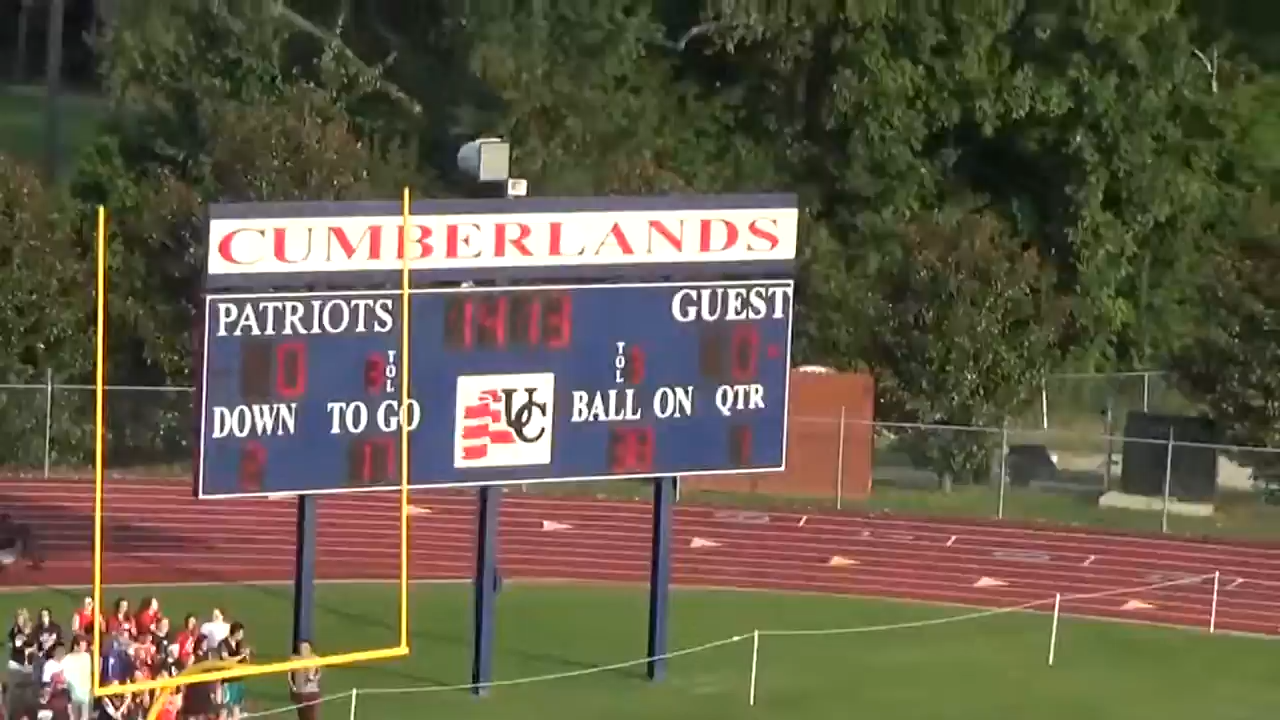 CUMBERLANDS
PATRIOTS 14 13 GUEST
0 3 TOL TOL 3 0
DOWN TO GO UC BALL ON QTR
2 17 33 1